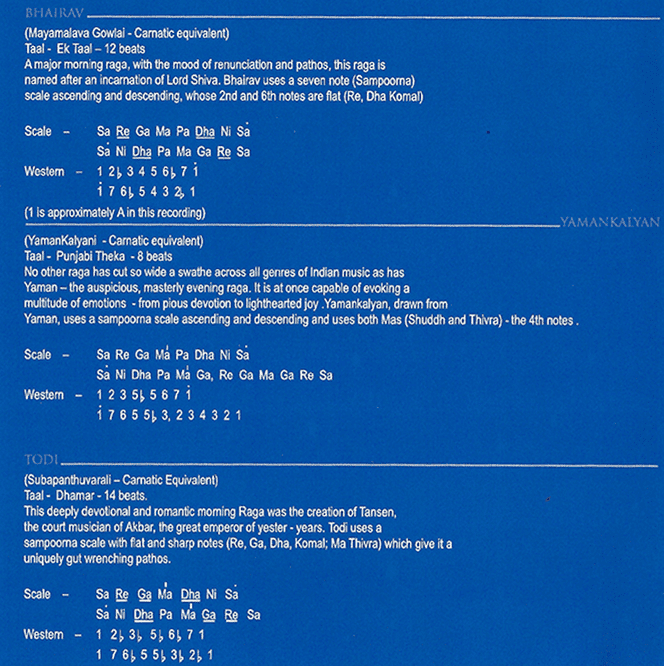 BHAIRAV
(Mayamalava Gowlai - Carnatic equivalent)
Taal - Ek Taal – 12 beats
A major morning raga, with the mood of renunciation and pathos, this raga is
named after an incarnation of Lord Shiva. Bhairav uses a seven note (Sampoorna)
scale ascending and descending, whose 2nd and 6th notes are flat (Re, Dha Komal)
Scale – Sa Re Ga Ma Pa Dha Ni Ṡa
Ṡa Ni Dha Pa Ma Ga Re Sa
Western – 1 2♭ 3 4 5 6♭ 7 1̇
1̇ 7 6♭ 5 4 3 2♭ 1
(1 is approximately A in this recording)
YAMANKALYAN
(YamanKalyani - Carnatic equivalent)
Taal - Punjabi Theka - 8 beats
No other raga has cut so wide a swathe across all genres of Indian music as has
Yaman – the auspicious, masterly evening raga. It is at once capable of evoking a
multitude of emotions - from pious devotion to lighthearted joy .Yamankalyan, drawn from
Yaman, uses a sampoorna scale ascending and descending and uses both Mas (Shuddh and Thivra) - the 4th notes .
Scale – Sa Re Ga Ma̍ Pa Dha Ni Ṡa
Ṡa Ni Dha Pa Ma̍ Ga, Re Ga Ma Ga Re Sa
Western – 1 2 3 5♭ 5 6 7 1̇
1̇ 7 6 5 5♭ 3, 2 3 4 3 2 1
TODI
(Subapanthuvarali – Carnatic Equivalent)
Taal - Dhamar - 14 beats.
This deeply devotional and romantic morning Raga was the creation of Tansen,
the court musician of Akbar, the great emperor of yester - years. Todi uses a
sampoorna scale with flat and sharp notes (Re, Ga, Dha, Komal; Ma Thivra) which give it a
uniquely gut wrenching pathos.
Scale – Sa Re Ga Ma̍ Dha Ni Ṡa
Ṡa Ni Dha Pa Ma̍ Ga Re Sa
Western – 1 2♭ 3♭ 5♭ 6♭ 7 1
1 7 6♭ 5 5♭ 3♭ 2♭ 1